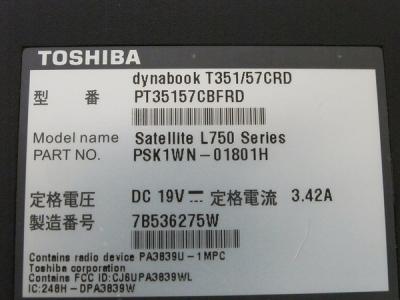 TOSHIBA
dynabook T351/57CRD
型 番 PT35157CBFRD
Model name Satellite L750 Series
PART NO. PSK1WN-01801H
定格電圧 DC 19V ⎓ 定格電流 3.42A
製造番号 7B536275W
Contains radio device PA3839U-1MPC
Toshiba corporation
Contains FCC ID:CJ6UPA3839WL
IC:248H-DPA3839W